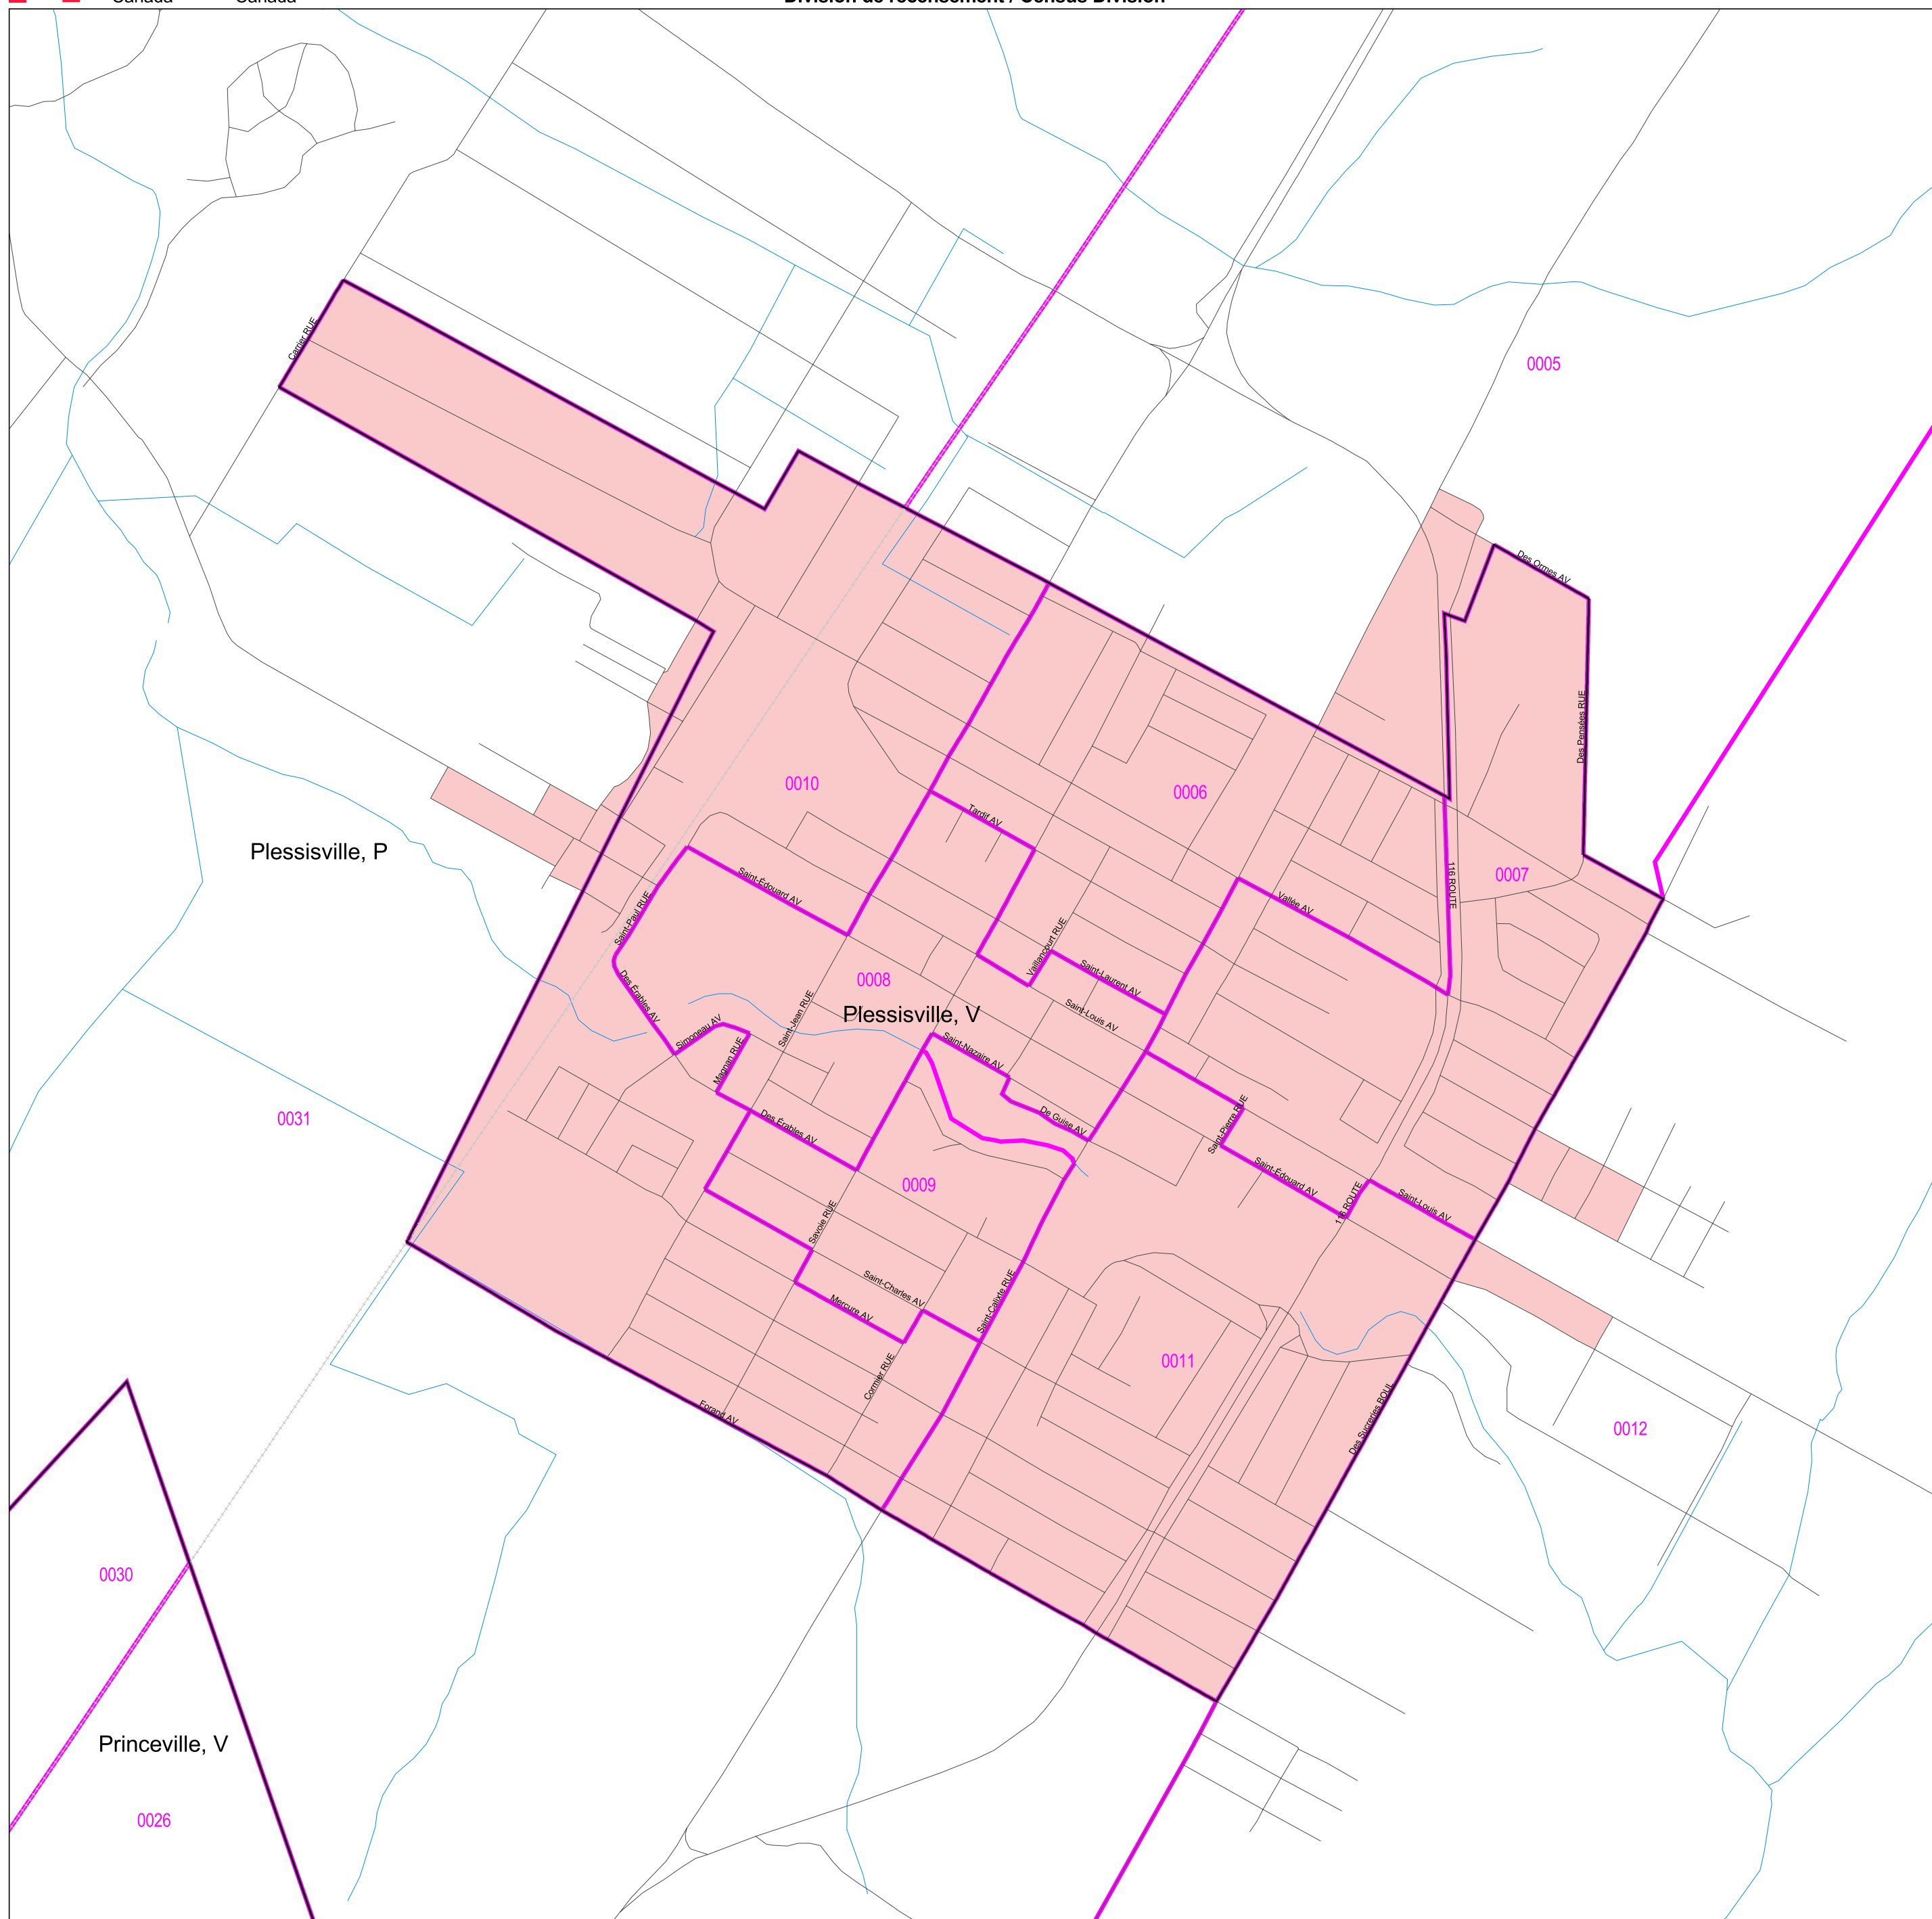 Canada Canada
Division de recensement / Census Division
Carrier RUE
0005
Des Ormes AV
Des Pensées RUE
0010
0006
Tardif AV
Plessisville, P
Saint-Édouard AV
0007
116 ROUTE
Vallée AV
Saint-Paul RUE
Vaillancourt RUE
Saint-Laurent AV
0008
Des Érables AV
Plessisville, V
Saint-Louis AV
Saint-Jean RUE
Simoneau AV
Magnan RUE
Saint-Nazaire AV
0031
Des Érables AV
De Guise AV
Saint-Pierre RUE
Saint-Édouard AV
0009
116 ROUTE
Saint-Louis AV
Savoie RUE
Saint-Charles AV
Mercure AV
Saint-Calixte RUE
0011
Cormier RUE
Forand AV
Des Sucreries BOUL
0012
0030
Princeville, V
0026